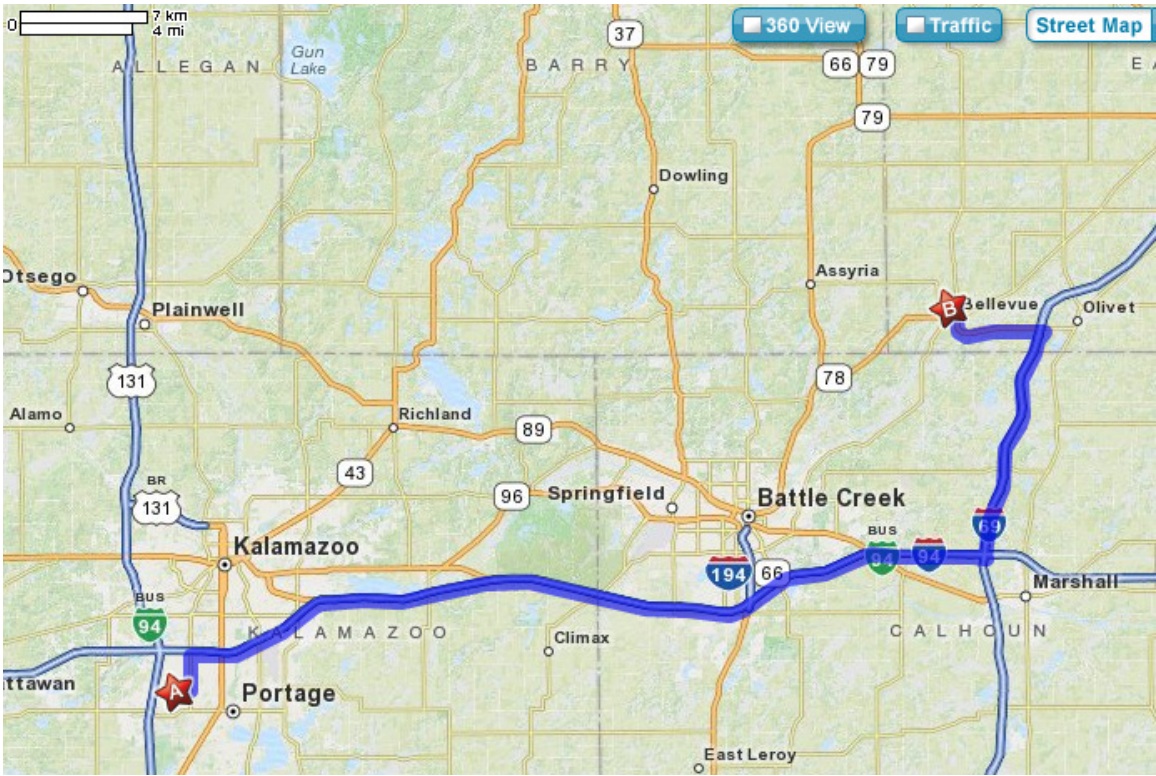 0
7 km
4 mi
360 View
Traffic
Street Map
37
Gun
Lake
ALLEGAN
BARRY
66
79
EA
79
Dowling
Otsego
Assyria
Plainwell
B
Bellevue
Olivet
131
78
Alamo
Richland
89
43
BR
131
96
Springfield
Battle Creek
69
Kalamazoo
BUS
94
94
194
66
Marshall
BUS
94
KALAMAZOO
Climax
CALHOUN
ttawan
A
Portage
East Leroy